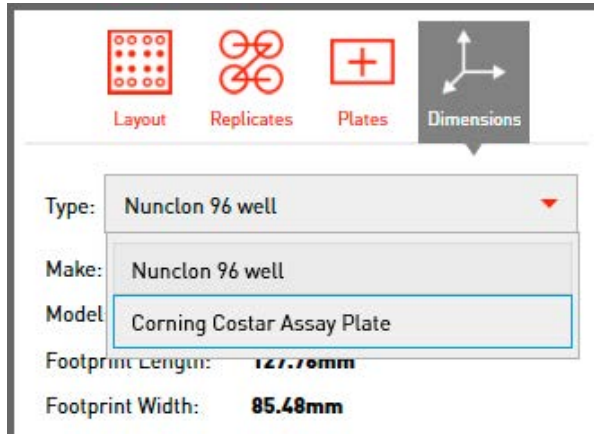 Layout Replicates Plates Dimensions
Type: Nunclon 96 well
Make: Nunclon 96 well
Model Corning Costar Assay Plate
Footprint Length: 127.76mm
Footprint Width: 85.48mm